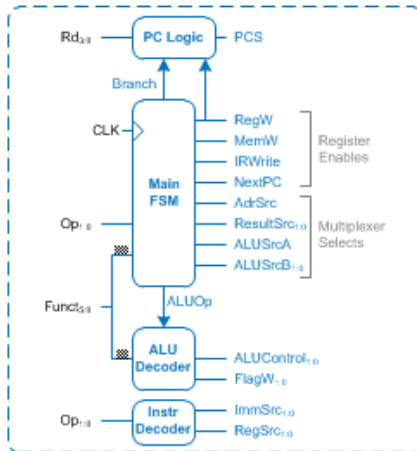 Rd3:0
PC Logic
PCS
Branch
CLK
Main
FSM
RegW
MemW
IRWrite
NextPC
Register
Enables
AdrSrc
Op1:0
ResultSrc1:0
ALUSrcA
ALUSrcB1:0
Multiplexer
Selects
Funct5:0
ALUOp
ALU
Decoder
ALUControl1:0
FlagW1:0
Op1:0
Instr
Decoder
ImmSrc1:0
RegSrc1:0